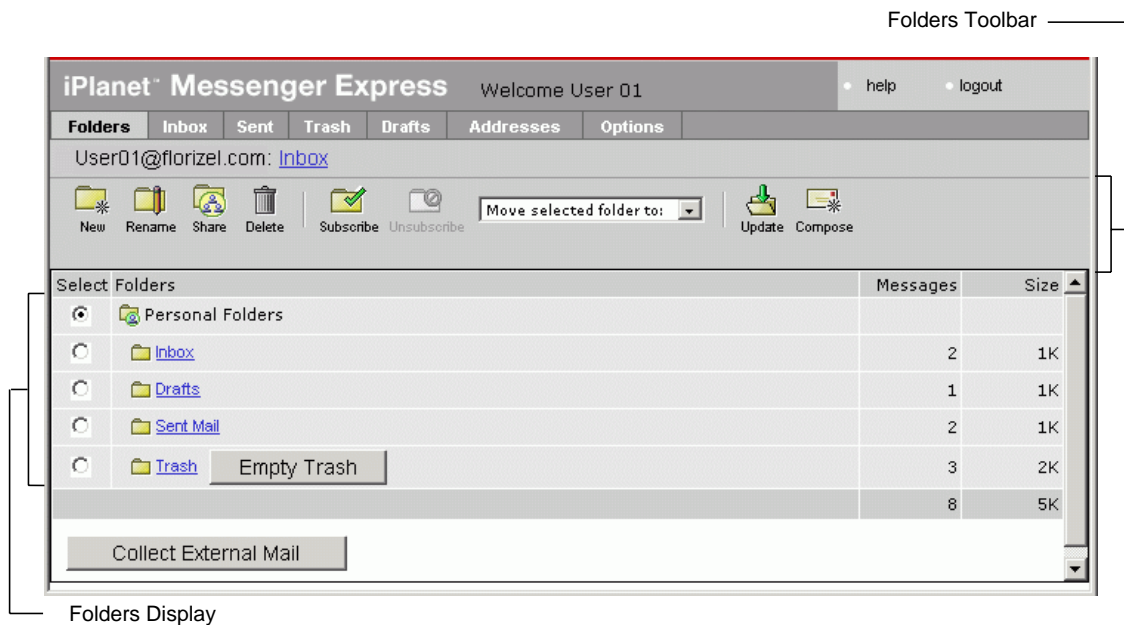 Folders Toolbar
iPlanet™ Messenger Express Welcome User 01 help logout
Folders Inbox Sent Trash Drafts Addresses Options
User01@florizel.com: Inbox
New Rename Share Delete Subscribe Unsubscribe Move selected folder to: Update Compose
Select Folders Messages Size
Personal Folders
Inbox 2 1K
Drafts 1 1K
Sent Mail 2 1K
Trash Empty Trash 3 2K
8 5K
Collect External Mail
Folders Display